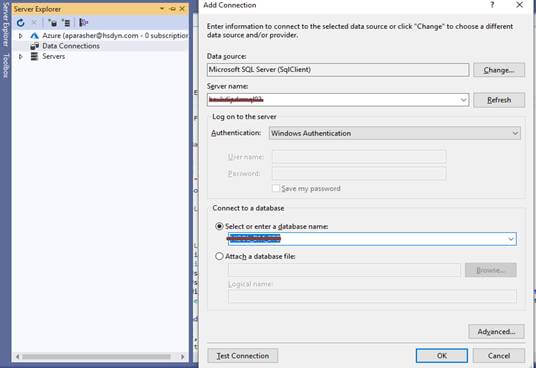 Server Explorer
Server Explorer
Toolbox
Azure (aparasher@hsdyn.com - 0 subscription
Data Connections
Servers
Add Connection
?
Enter information to connect to the selected data source or click "Change" to choose a different
data source and/or provider.
Data source:
Microsoft SQL Server (SqlClient)
Change...
Server name:
Refresh
Log on to the server
Authentication:
Windows Authentication
User name:
Password:
Save my password
Connect to a database
Select or enter a database name:
Attach a database file:
Browse...
Logical name:
Advanced...
Test Connection
OK
Cancel